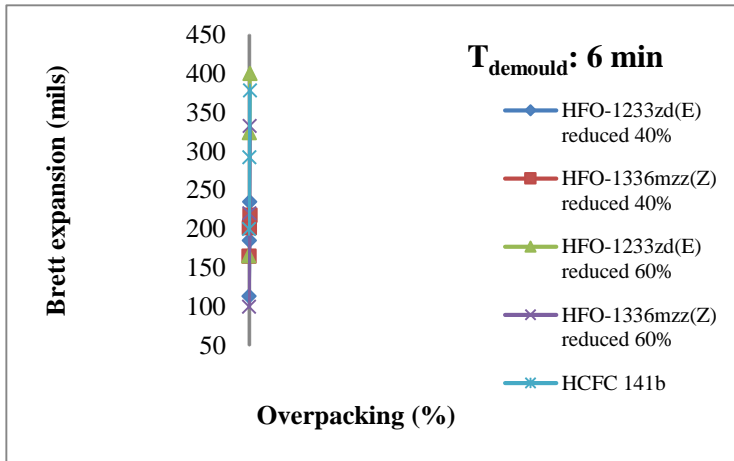 450
400
350
300
250
200
150
100
50
Brett expansion (mils)
Overpacking (%)
T_demould: 6 min
HFO-1233zd(E)
reduced 40%
HFO-1336mzz(Z)
reduced 40%
HFO-1233zd(E)
reduced 60%
HFO-1336mzz(Z)
reduced 60%
HCFC 141b